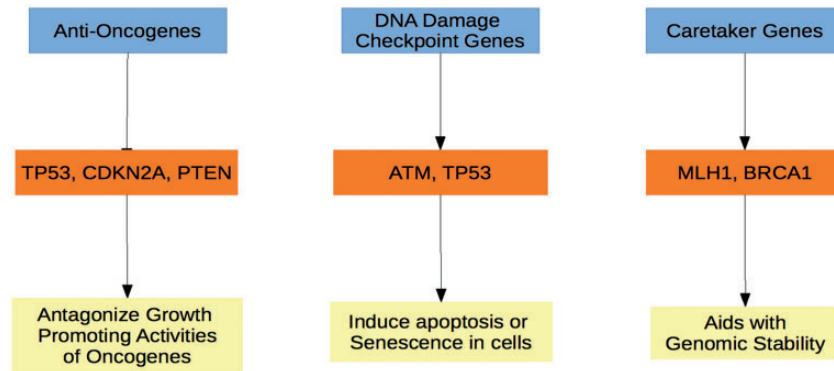 Anti-Oncogenes
DNA Damage
Checkpoint Genes
Caretaker Genes
TP53, CDKN2A, PTEN
ATM, TP53
MLH1, BRCA1
Antagonize Growth
Promoting Activities
of Oncogenes
Induce apoptosis or
Senescence in cells
Aids with
Genomic Stability